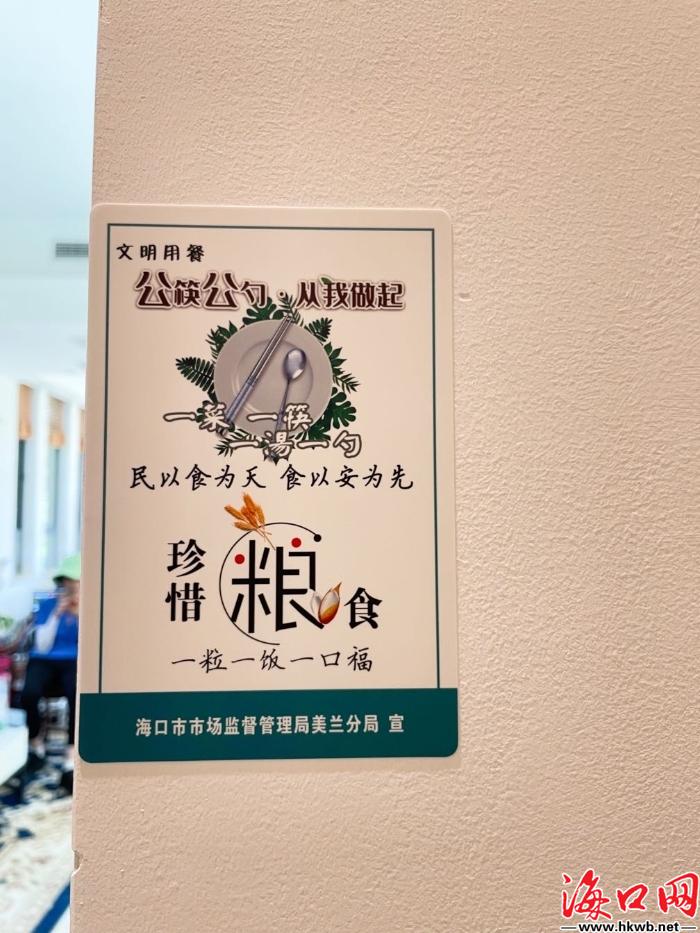 文明用餐
公筷公勺·从我做起
一菜一筷
一汤一勺
民以食为天 食以安为先
珍惜粮食
一粒一饭一口福
海口市市场监督管理局美兰分局 宣
海口网
www.hkwb.net